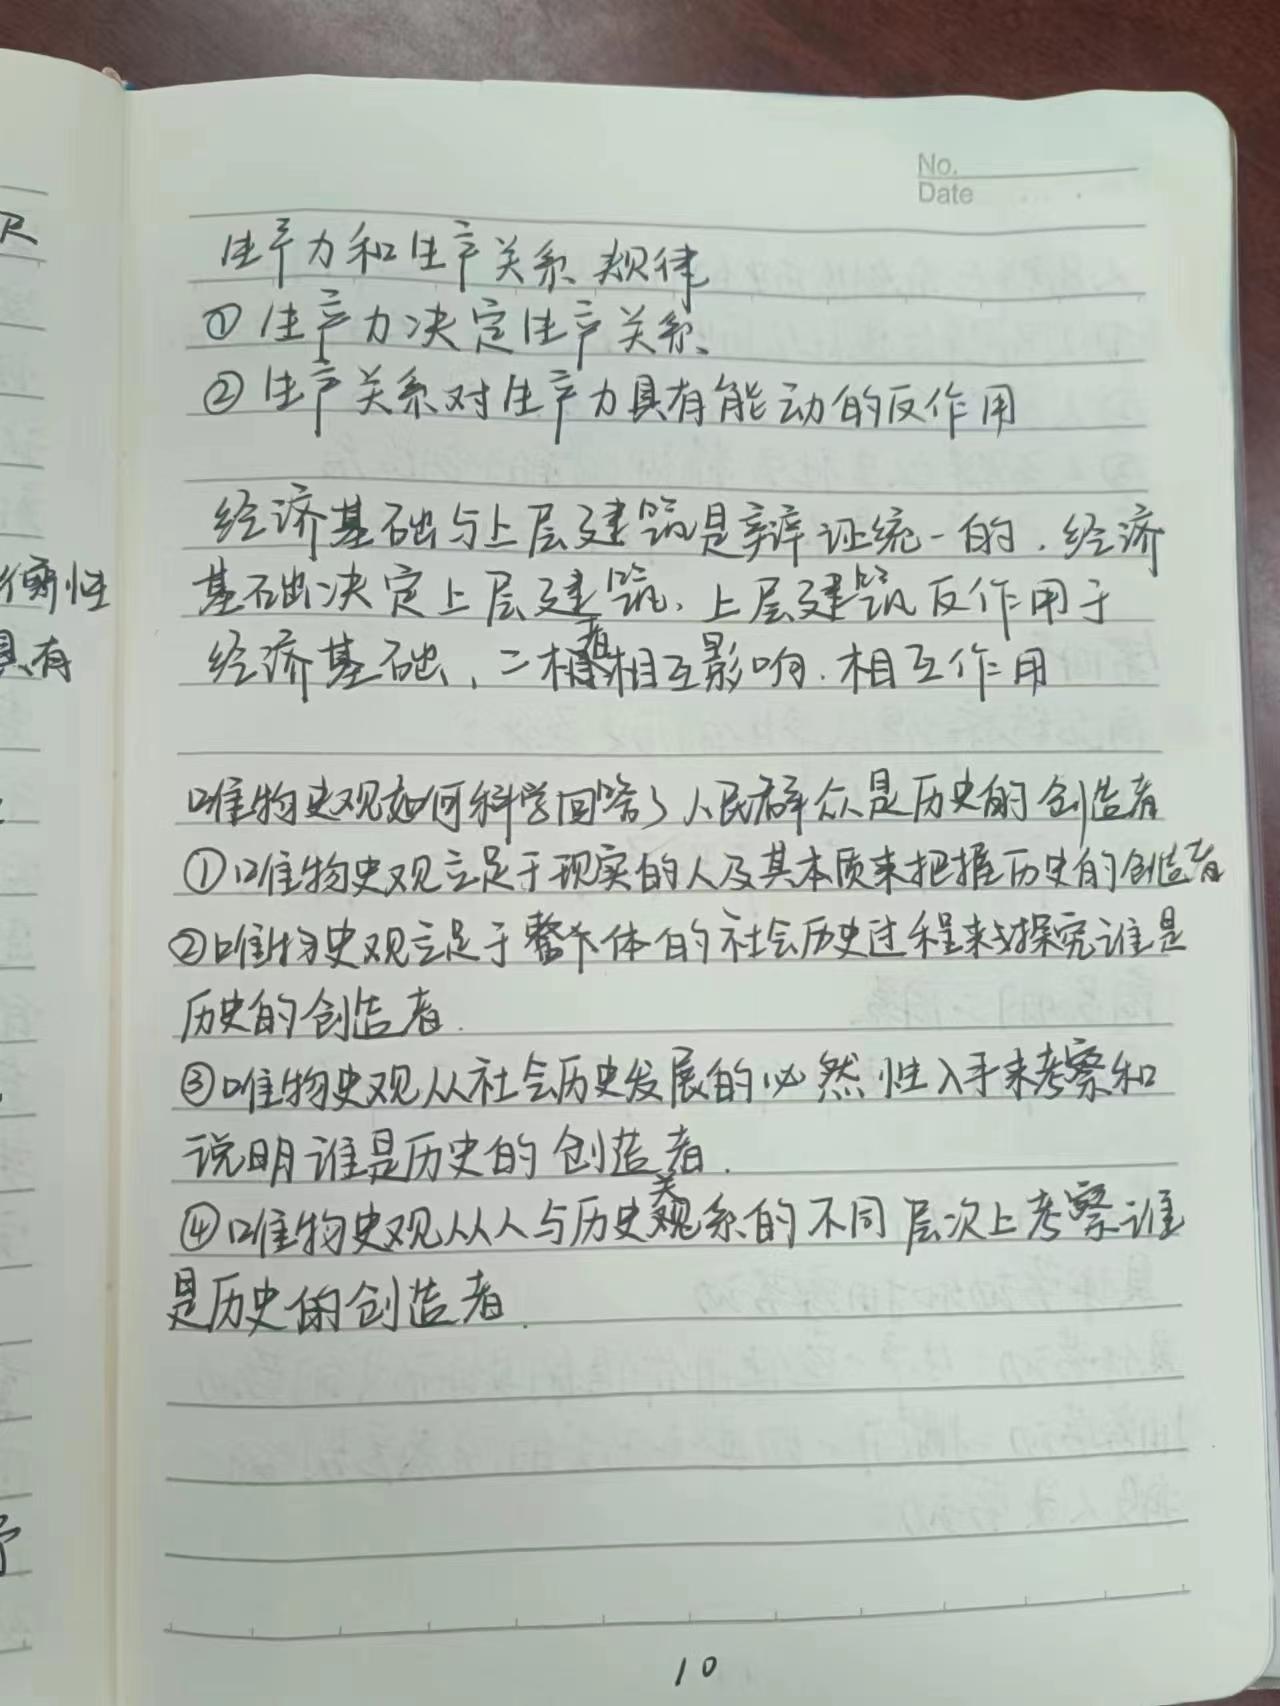 No.
Date
生产力和生产关系规律
①生产力决定生产关系
②生产关系对生产力具有能动的反作用
经济基础与上层建筑是辩证统一的.经济
基础决定上层建筑、上层建筑反作用于
经济基础、二者相互影响.相互作用
唯物史观如何科学回答了人民群众是历史的创造者
①唯物史观立足于现实的人及其本质来把握历史的创造者
②唯物史观立足于整体的社会历史过程来探究谁是
历史的创造者.
③唯物史观从社会历史发展的必然性入手来考察和
说明谁是历史的创造者.
④唯物史观从人与历史关系的不同层次上考察谁
是历史的创造者.
10
衡性
具有